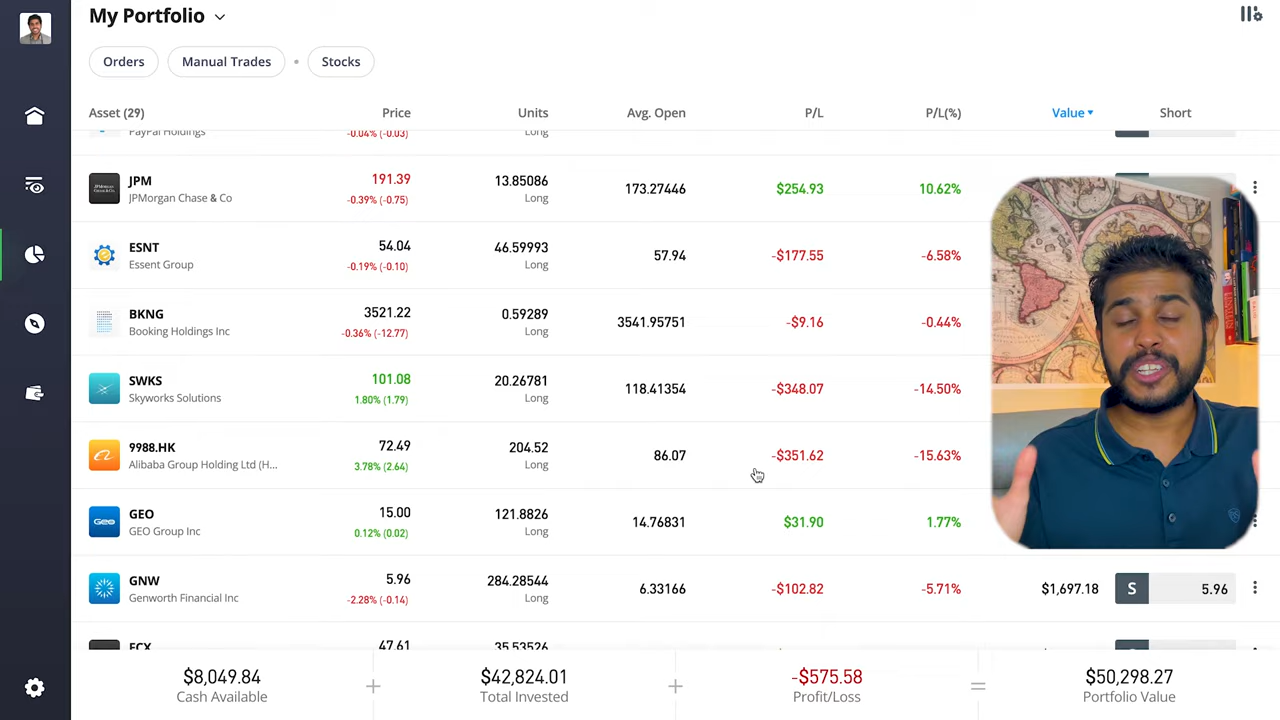 My Portfolio
Orders
Manual Trades
Stocks
Asset (29)
Price
Units
Avg. Open
P/L
P/L(%)
Value
Short
PayPal Holdings
-0.04% (-0.03)
JPM
JPMorgan Chase & Co
191.39
-0.39% (-0.75)
13.85086
Long
173.27446
$254.93
10.62%
ESNT
Essent Group
54.04
-0.19% (-0.10)
46.59993
Long
57.94
-$177.55
-6.58%
BKNG
Booking Holdings Inc
3521.22
-0.36% (-12.77)
0.59289
Long
3541.95751
-$9.16
-0.44%
SWKS
Skyworks Solutions
101.08
1.80% (1.79)
20.26781
Long
118.41354
-$348.07
-14.50%
9988.HK
Alibaba Group Holding Ltd (H...
72.49
3.78% (2.64)
204.52
Long
86.07
-$351.62
-15.63%
Geo
GEO
GEO Group Inc
15.00
0.12% (0.02)
121.8826
Long
14.76831
$31.90
1.77%
GNW
Genworth Financial Inc
5.96
-2.28% (-0.14)
284.28544
Long
6.33166
-$102.82
-5.71%
$1,697.18
S
5.96
FCX
47.61
35.53526
$8,049.84
Cash Available
+
$42,824.01
Total Invested
+
-$575.58
Profit/Loss
=
$50,298.27
Portfolio Value